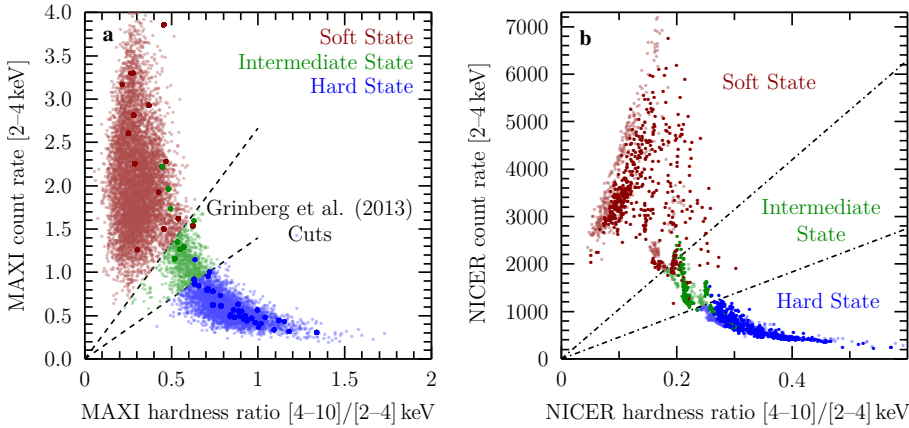 a
Soft State
Intermediate State
Hard State
Grinberg et al. (2013)
Cuts
4.0
3.5
3.0
2.5
2.0
1.5
1.0
0.5
0.0
0
0.5
1
1.5
2
MAXI count rate [2–4 keV]
MAXI hardness ratio [4–10]/[2–4] keV
b
Soft State
Intermediate
State
Hard State
7000
6000
5000
4000
3000
2000
1000
0
0.2
0.4
NICER count rate [2–4 keV]
NICER hardness ratio [4–10]/[2–4] keV